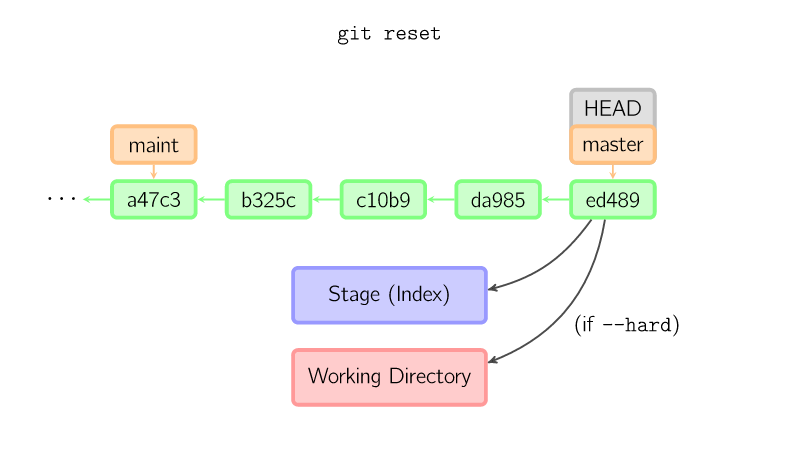 git reset
HEAD
maint
master
...
a47c3
b325c
c10b9
da985
ed489
Stage (Index)
(if --hard)
Working Directory